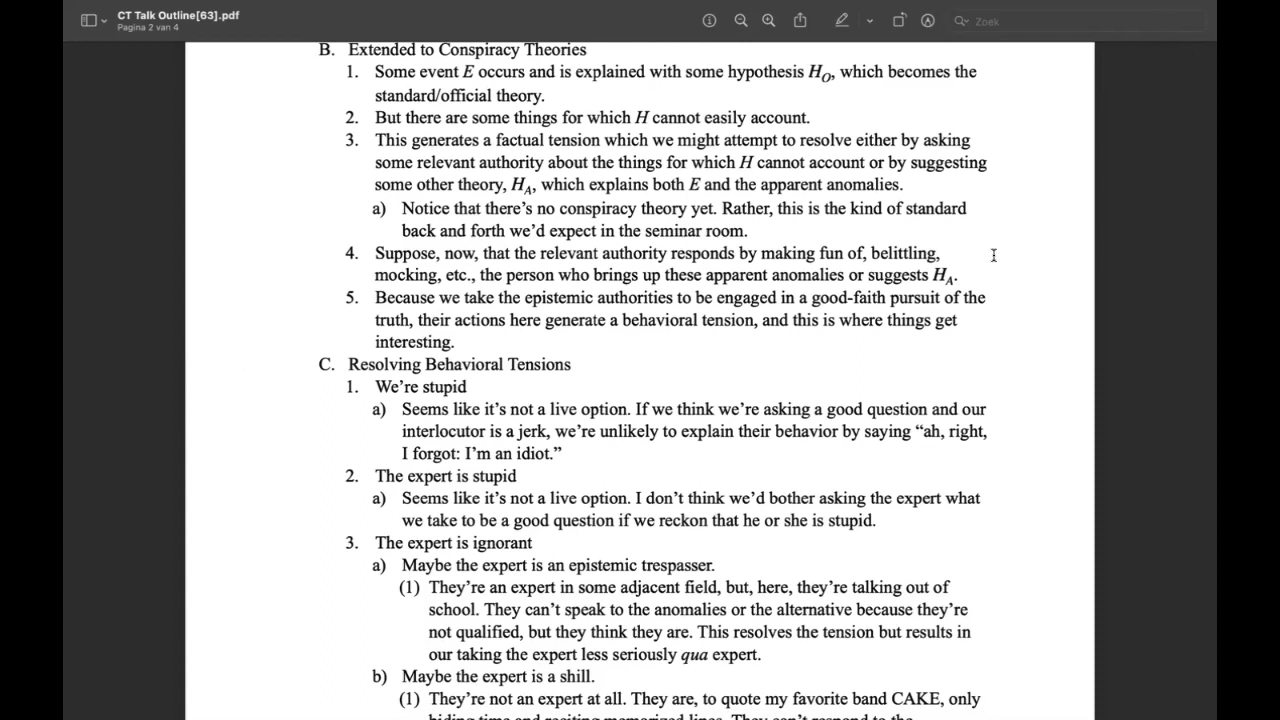 CT Talk Outline[63].pdf
Pagina 2 van 4
Zoek
B. Extended to Conspiracy Theories
1. Some event E occurs and is explained with some hypothesis HO, which becomes the
standard/official theory.
2. But there are some things for which H cannot easily account.
3. This generates a factual tension which we might attempt to resolve either by asking
some relevant authority about the things for which H cannot account or by suggesting
some other theory, HA, which explains both E and the apparent anomalies.
a) Notice that there’s no conspiracy theory yet. Rather, this is the kind of standard
back and forth we’d expect in the seminar room.
4. Suppose, now, that the relevant authority responds by making fun of, belittling,
mocking, etc., the person who brings up these apparent anomalies or suggests HA.
5. Because we take the epistemic authorities to be engaged in a good-faith pursuit of the
truth, their actions here generate a behavioral tension, and this is where things get
interesting.
C. Resolving Behavioral Tensions
1. We’re stupid
a) Seems like it’s not a live option. If we think we’re asking a good question and our
interlocutor is a jerk, we’re unlikely to explain their behavior by saying “ah, right,
I forgot: I’m an idiot.”
2. The expert is stupid
a) Seems like it’s not a live option. I don’t think we’d bother asking the expert what
we take to be a good question if we reckon that he or she is stupid.
3. The expert is ignorant
a) Maybe the expert is an epistemic trespasser.
(1) They’re an expert in some adjacent field, but, here, they’re talking out of
school. They can’t speak to the anomalies or the alternative because they’re
not qualified, but they think they are. This resolves the tension but results in
our taking the expert less seriously qua expert.
b) Maybe the expert is a shill.
(1) They’re not an expert at all. They are, to quote my favorite band CAKE, only
biding time and reciting memorized lines. They can’t respond to the